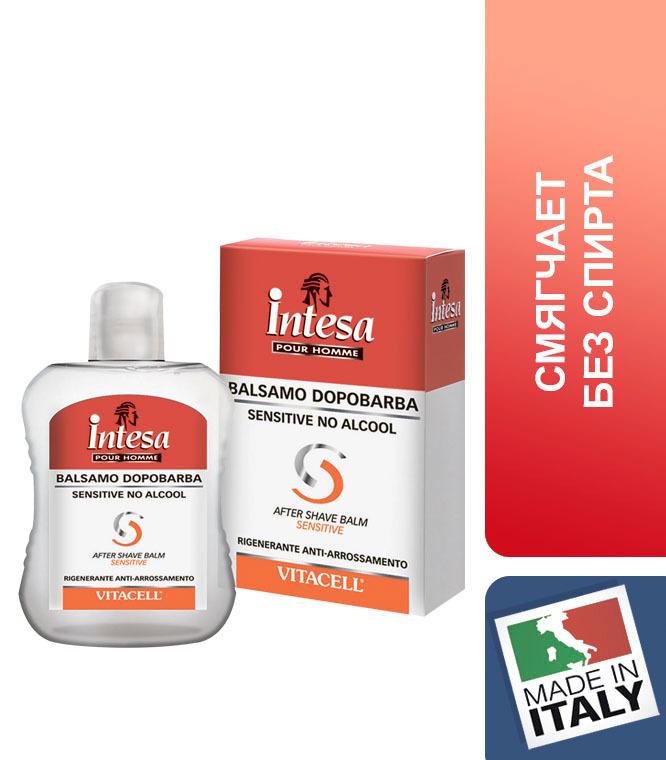 intesa
POUR HOMME
BALSAMO DOPOBARBA
SENSITIVE NO ALCOOL
AFTER SHAVE BALM
SENSITIVE
RIGENERANTE ANTI-ARROSSAMENTO
VITACELL®
intesa
POUR HOMME
BALSAMO DOPOBARBA
SENSITIVE NO ALCOOL
AFTER SHAVE BALM
SENSITIVE
RIGENERANTE ANTI-ARROSSAMENTO
VITACELL®
intesa
POUR HOMME
СМЯГЧАЕТ
БЕЗ СПИРТА
MADE IN
ITALY